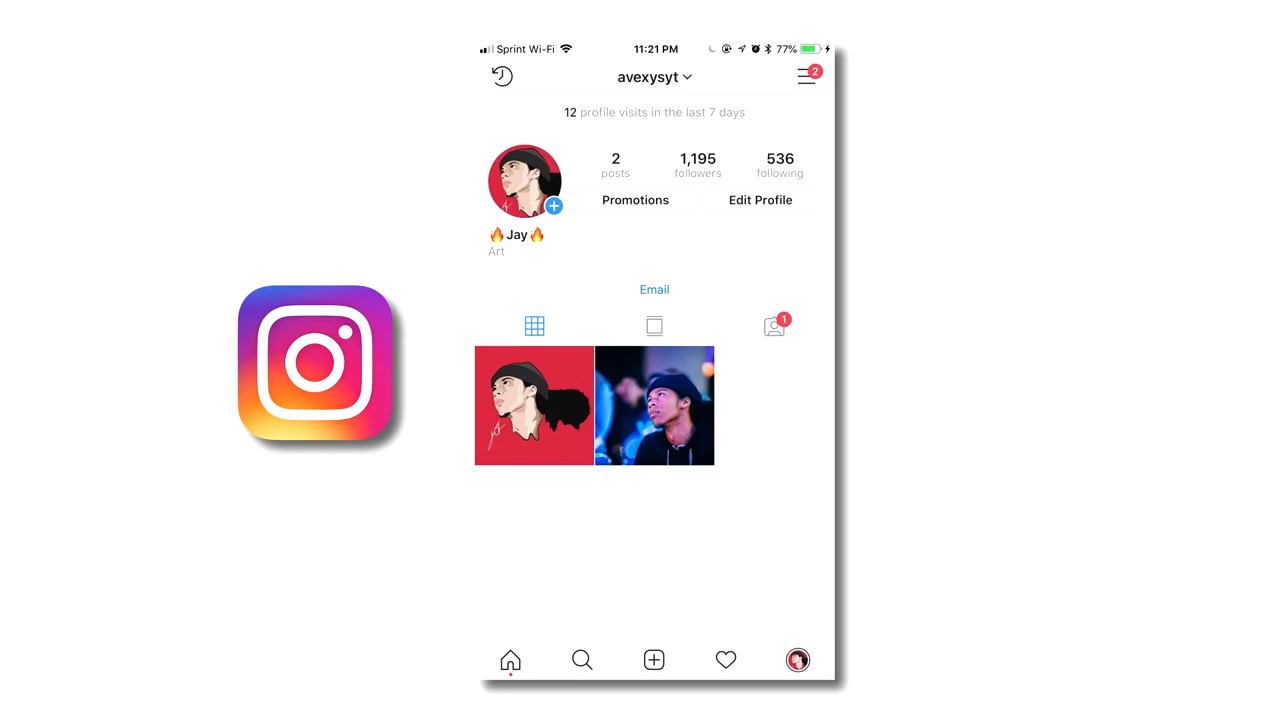 Sprint Wi-Fi 11:21 PM 77%
avexysyt 2
12 profile visits in the last 7 days
2 1,195 536
posts followers following
Promotions Edit Profile
🔥Jay🔥
Art
Email
1